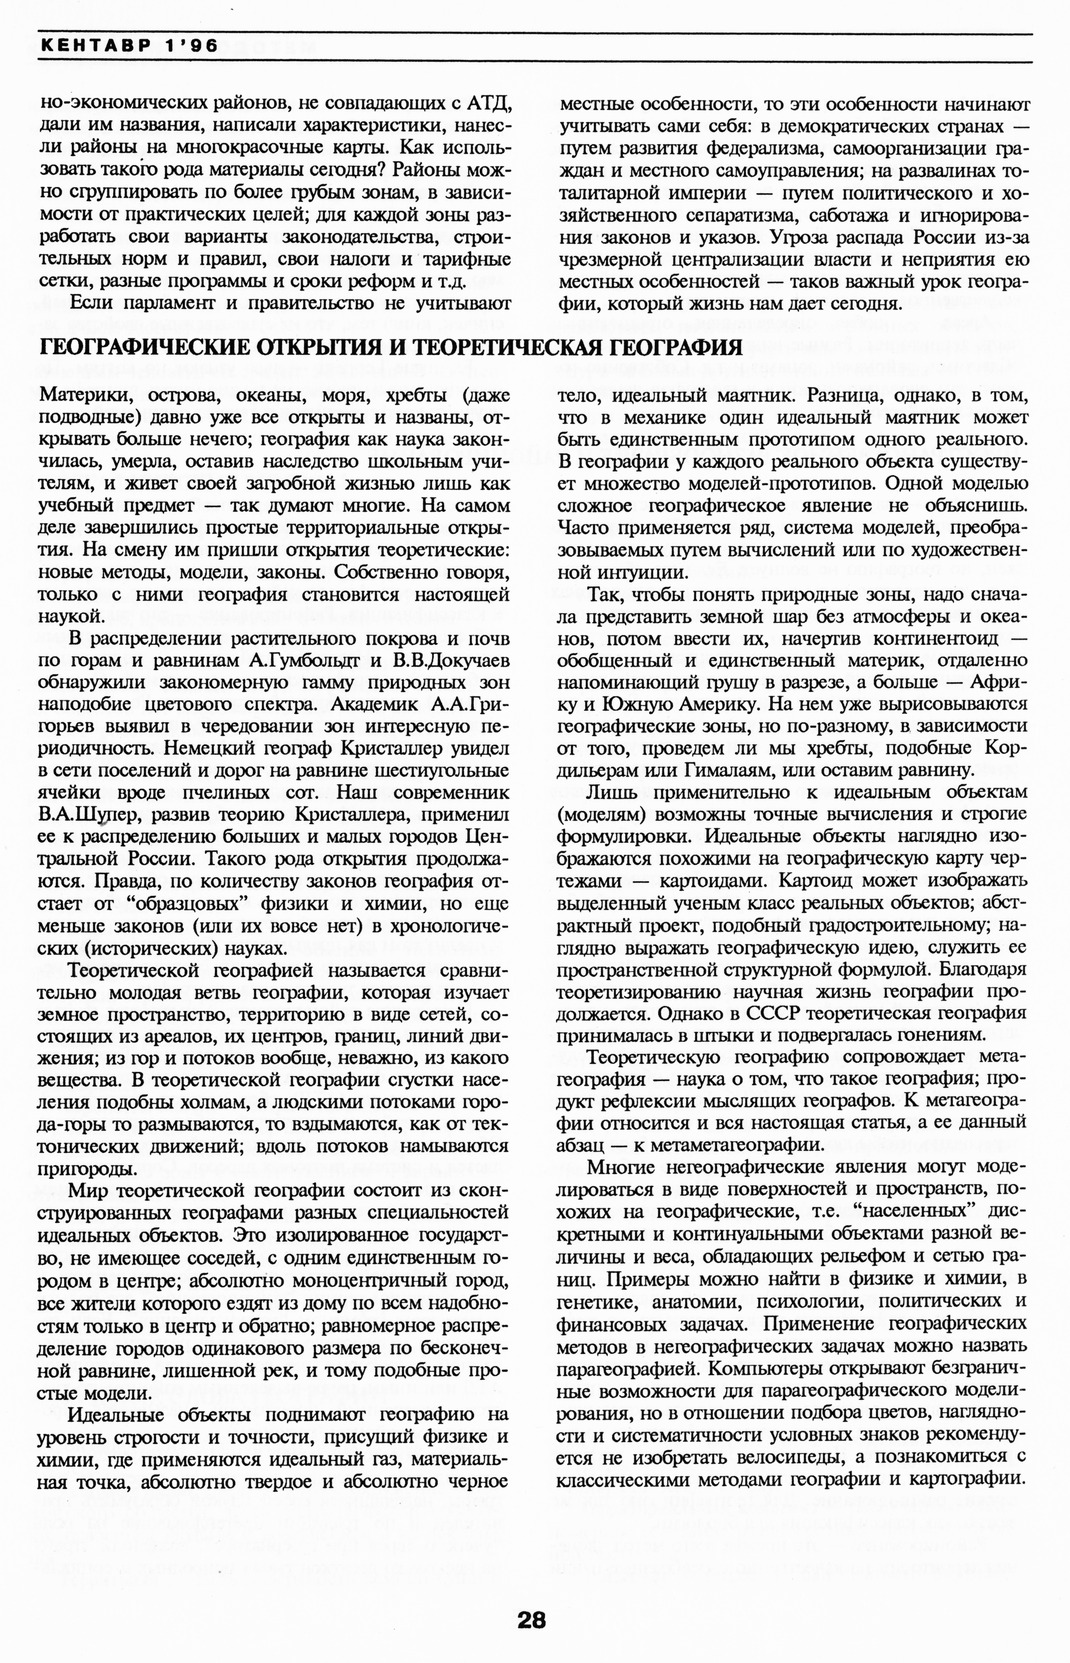 КЕНТАВР 1'96
но-экономических районов, не совпадающих с АТД,
дали им названия, написали характеристики, нанес-
ли районы на многокрасочные карты. Как исполь-
зовать такого рода материалы сегодня? Районы мож-
но сгруппировать по более грубым зонам, в зависи-
мости от практических целей; для каждой зоны раз-
работать свои варианты законодательства, строи-
тельных норм и правил, свои налоги и тарифные
сетки, разные программы и сроки реформ и т.д.
Если парламент и правительство не учитывают
местные особенности, то эти особенности начинают
учитывать сами себя: в демократических странах —
путем развития федерализма, самоорганизации гра-
ждан и местного самоуправления; на развалинах то-
талитарной империи — путем политического и хо-
зяйственного сепаратизма, саботажа и игнорирова-
ния законов и указов. Угроза распада России из-за
чрезмерной централизации власти и неприятия ею
местных особенностей — таков важный урок геогра-
фии, который жизнь нам дает сегодня.
ГЕОГРАФИЧЕСКИЕ ОТКРЫТИЯ И ТЕОРЕТИЧЕСКАЯ ГЕОГРАФИЯ
Материки, острова, океаны, моря, хребты (даже
подводные) давно уже все открыты и названы, от-
крывать больше нечего; география как наука закон-
чилась, умерла, оставив наследство школьным учи-
телям, и живет своей загробной жизнью лишь как
учебный предмет — так думают многие. На самом
деле завершились простые территориальные откры-
тия. На смену им пришли открытия теоретические:
новые методы, модели, законы. Собственно говоря,
только с ними география становится настоящей
наукой.
В распределении растительного покрова и почв
по горам и равнинам А.Гумбольдт и В.В.Докучаев
обнаружили закономерную гамму природных зон
наподобие цветового спектра. Академик А.А.Гри-
горьев выявил в чередовании зон интересную пе-
риодичность. Немецкий географ Кристаллер увидел
в сети поселений и дорог на равнине шестиугольные
ячейки вроде пчелиных сот. Наш современник
В.А.Шупер, развив теорию Кристаллера, применил
ее к распределению больших и малых городов Цен-
тральной России. Такого рода открытия продолжа-
ются. Правда, по количеству законов география от-
стает от “образцовых” физики и химии, но еще
меньше законов (или их вовсе нет) в хронологиче-
ских (исторических) науках.
Теоретической географией называется сравни-
тельно молодая ветвь географии, которая изучает
земное пространство, территорию в виде сетей, со-
стоящих из ареалов, их центров, границ, линий дви-
жения; из гор и потоков вообще, неважно, из какого
вещества. В теоретической географии сгустки насе-
ления подобны холмам, а людскими потоками горо-
да-горы то размываются, то вздымаются, как от тек-
тонических движений; вдоль потоков намываются
пригороды.
Мир теоретической географии состоит из скон-
струированных географами разных специальностей
идеальных объектов. Это изолированное государст-
во, не имеющее соседей, с одним единственным го-
родом в центре; абсолютно моноцентричный город,
все жители которого ездят из дому по всем надобно-
стям только в центр и обратно; равномерное распре-
деление городов одинакового размера по бесконеч-
ной равнине, лишенной рек, и тому подобные про-
стые модели.
Идеальные объекты поднимают географию на
уровень строгости и точности, присущий физике и
химии, где применяются идеальный газ, материаль-
ная точка, абсолютно твердое и абсолютно черное
тело, идеальный маятник. Разница, однако, в том,
что в механике один идеальный маятник может
быть единственным прототипом одного реального.
В географии у каждого реального объекта существу-
ет множество моделей-прототипов. Одной моделью
сложное географическое явление не объяснишь.
Часто применяется ряд, система моделей, преобра-
зовываемых путем вычислений или по художествен-
ной интуиции.
Так, чтобы понять природные зоны, надо снача-
ла представить земной шар без атмосферы и океа-
нов, потом ввести их, начертив континентоид —
обобщенный и единственный материк, отдаленно
напоминающий грушу в разрезе, а больше — Афри-
ку и Южную Америку. На нем уже вырисовываются
географические зоны, но по-разному, в зависимости
от того, проведем ли мы хребты, подобные Кор-
дильерам или Гималаям, или оставим равнину.
Лишь применительно к идеальным объектам
(моделям) возможны точные вычисления и строгие
формулировки. Идеальные объекты наглядно изо-
бражаются похожими на географическую карту чер-
тежами — картоидами. Картоид может изображать
выделенный ученым класс реальных объектов; абст-
рактный проект, подобный градостроительному; на-
глядно выражать географическую идею, служить ее
пространственной структурной формулой. Благодаря
теоретизированию научная жизнь географии про-
должается. Однако в СССР теоретическая география
принималась в штыки и подвергалась гонениям.
Теоретическую географию сопровождает мета-
география — наука о том, что такое география; про-
дукт рефлексии мыслящих географов. К метагеогра-
фии относится и вся настоящая статья, а ее данный
абзац — к метаметагеографии.
Многие негеографические явления могут моде-
лироваться в виде поверхностей и пространств, по-
хожих на географические, т.е. “населенных” дис-
кретными и континуальными объектами разной ве-
личины и веса, обладающих рельефом и сетью гра-
ниц. Примеры можно найти в физике и химии, в
генетике, анатомии, психологии, политических и
финансовых задачах. Применение географических
методов в негеографических задачах можно назвать
парагеографией. Компьютеры открывают безгранич-
ные возможности для парагеографического модели-
рования, но в отношении подбора цветов, наглядно-
сти и систематичности условных знаков рекоменду-
ется не изобретать велосипеды, а познакомиться с
классическими методами географии и картографии.
28